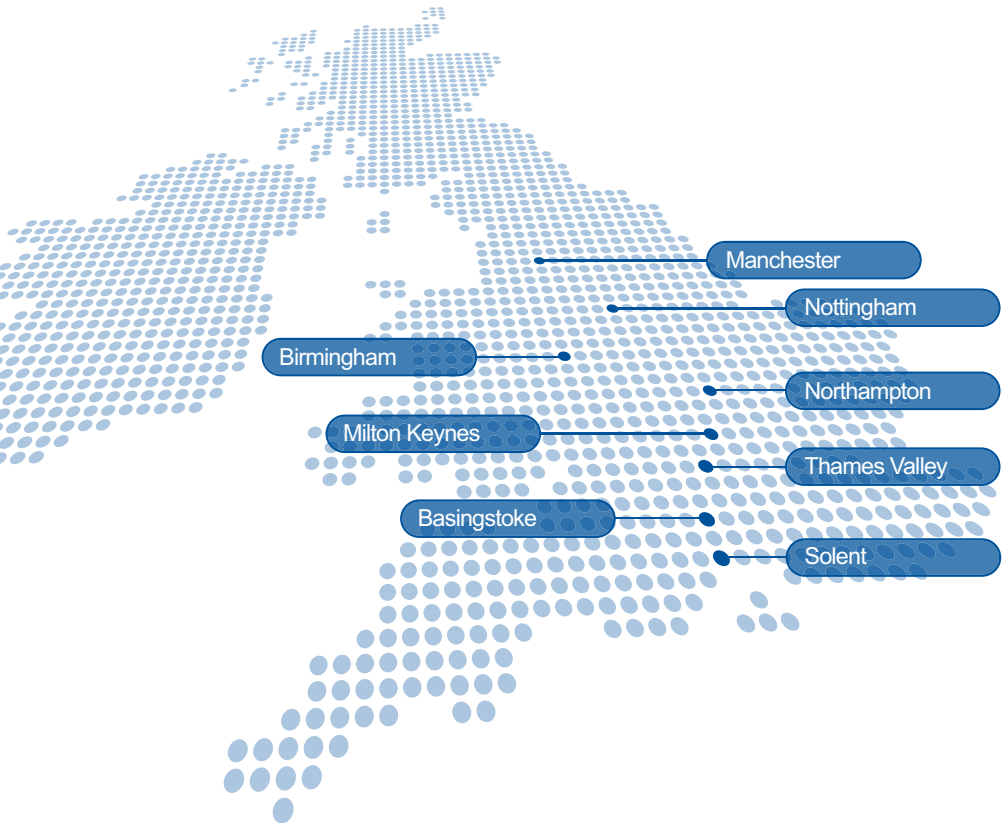 Manchester
Nottingham
Birmingham
Northampton
Milton Keynes
Thames Valley
Basingstoke
Solent